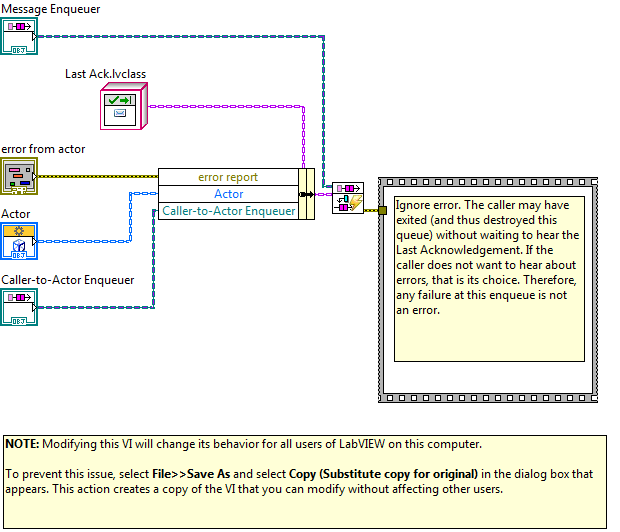 Message Enqueuer
OBJ
Last Ack.lvclass
error from actor
error report
Actor
Caller-to-Actor Enqueuer
Actor
OBJ
Caller-to-Actor Enqueuer
OBJ
Ignore error. The caller may have
exited (and thus destroyed this
queue) without waiting to hear the
Last Acknowledgement. If the
caller does not want to hear about
errors, that is its choice. Therefore,
any failure at this enqueue is not
an error.
NOTE: Modifying this VI will change its behavior for all users of LabVIEW on this computer.
To prevent this issue, select File>>Save As and select Copy (Substitute copy for original) in the dialog box that
appears. This action creates a copy of the VI that you can modify without affecting other users.